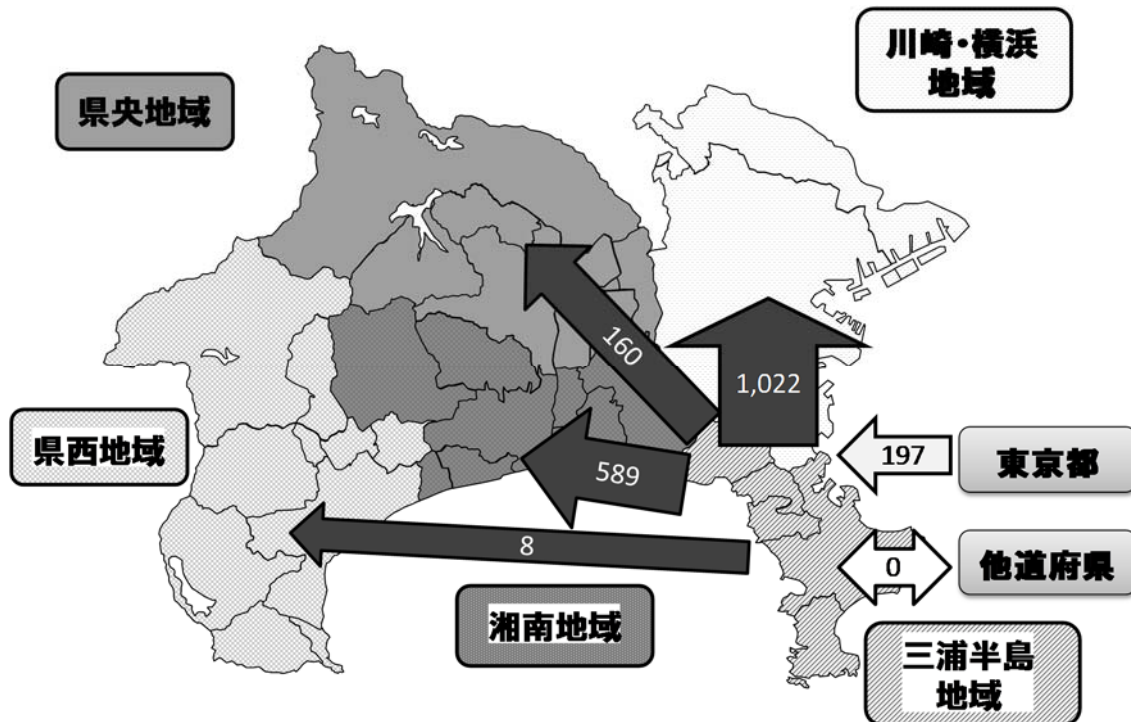 川崎・横浜
地域
県央地域
160
1,022
県西地域
589
197
東京都
8
0
他道府県
湘南地域
三浦半島
地域